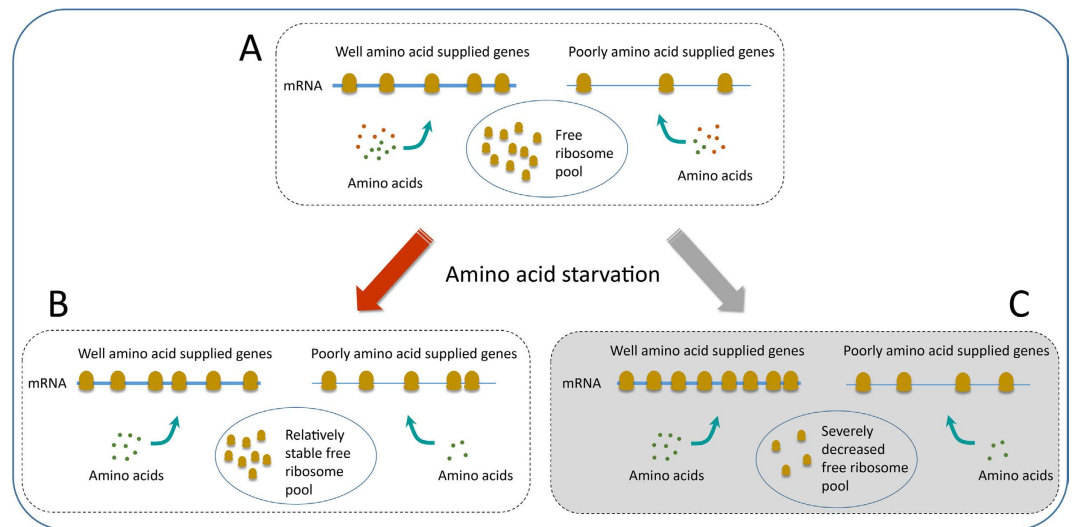 A
Well amino acid supplied genes
Poorly amino acid supplied genes
mRNA
Free
ribosome
pool
Amino acids
Amino acids
Amino acid starvation
B
Well amino acid supplied genes
Poorly amino acid supplied genes
mRNA
Relatively
stable free
ribosome
pool
Amino acids
Amino acids
C
Well amino acid supplied genes
Poorly amino acid supplied genes
mRNA
Severely
decreased
free ribosome
pool
Amino acids
Amino acids